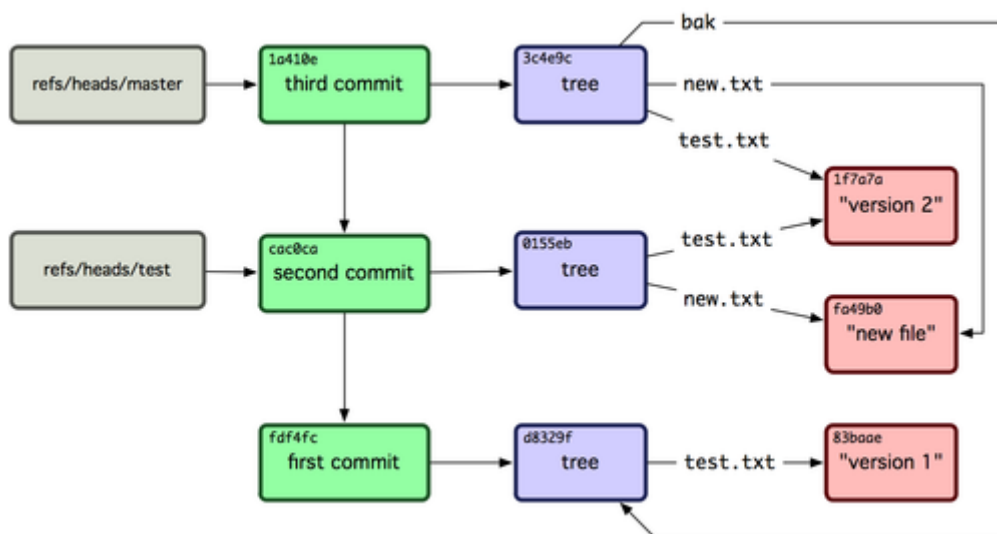 bak
1a410e
3c4e9c
refs/heads/master
third commit
tree
new.txt
test.txt
1f7a7a
"version 2"
cac0ca
0155eb
test.txt
refs/heads/test
second commit
tree
new.txt
fa49b0
"new file"
fdf4fc
d8329f
83baae
first commit
tree
test.txt
"version 1"